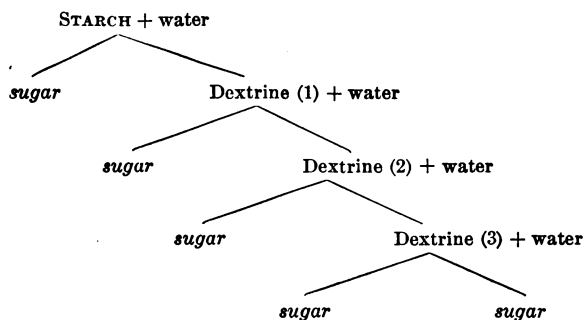 STARCH + water
sugar
Dextrine (1) + water
sugar
Dextrine (2) + water
sugar
Dextrine (3) + water
sugar sugar